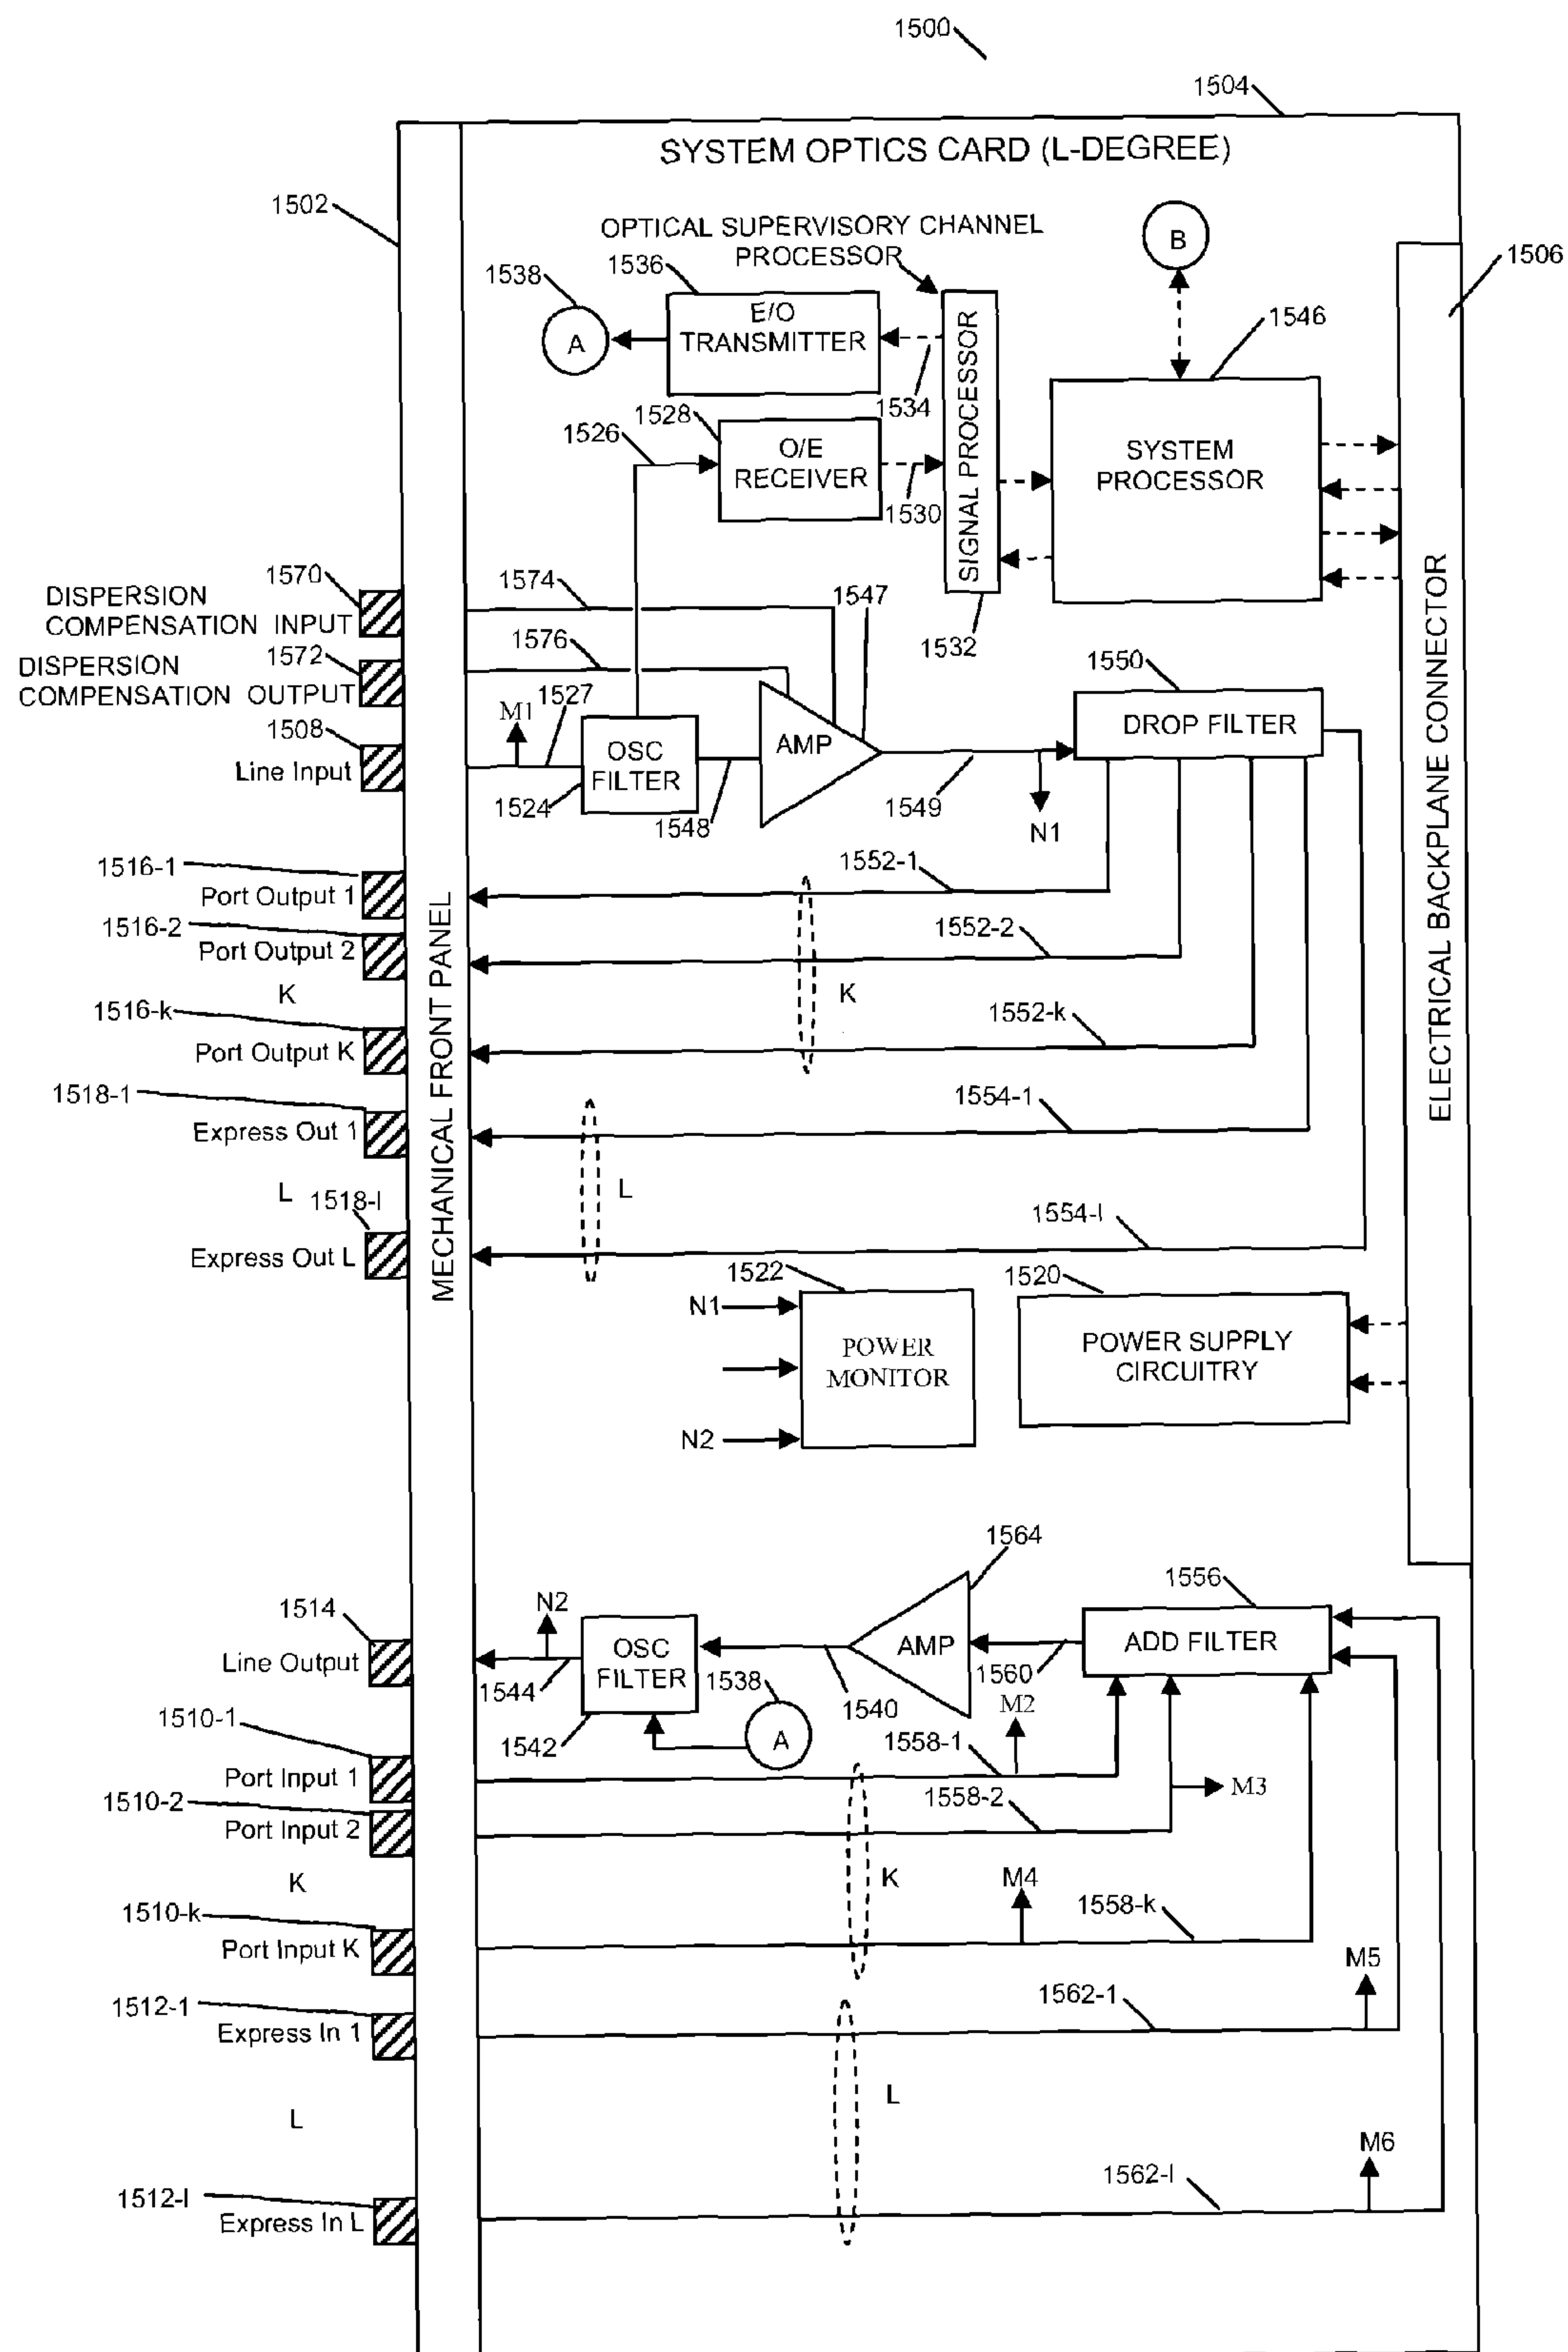 1500
1504
SYSTEM OPTICS CARD (L-DEGREE)
1502
OPTICAL SUPERVISORY CHANNEL
PROCESSOR
B
1506
1538
1536
A
E/O
TRANSMITTER
1534
SIGNAL PROCESSOR
1546
SYSTEM
PROCESSOR
1526
1528
O/E
RECEIVER
1530
1532
ELECTRICAL BACKPLANE CONNECTOR
MECHANICAL FRONT PANEL
1570
DISPERSION
COMPENSATION INPUT
1574
1547
1572
DISPERSION
COMPENSATION OUTPUT
1576
1550
M1
1527
1508
Line Input
OSC
FILTER
AMP
DROP FILTER
1524
1548
1549
N1
1516-1
Port Output 1
1552-1
1516-2
Port Output 2
1552-2
K
K
1516-k
Port Output K
1552-k
1518-1
Express Out 1
1554-1
L
L
1518-l
Express Out L
1554-l
1522
1520
N1
POWER
MONITOR
POWER SUPPLY
CIRCUITRY
N2
1564
1556
1514
Line Output
N2
OSC
FILTER
AMP
ADD FILTER
1544
1538
1540
1560
M2
1542
A
1510-1
Port Input 1
1558-1
M3
1510-2
Port Input 2
1558-2
K
K
M4
1510-k
Port Input K
1558-k
M5
1512-1
Express In 1
1562-1
L
L
M6
1512-l
Express In L
1562-l